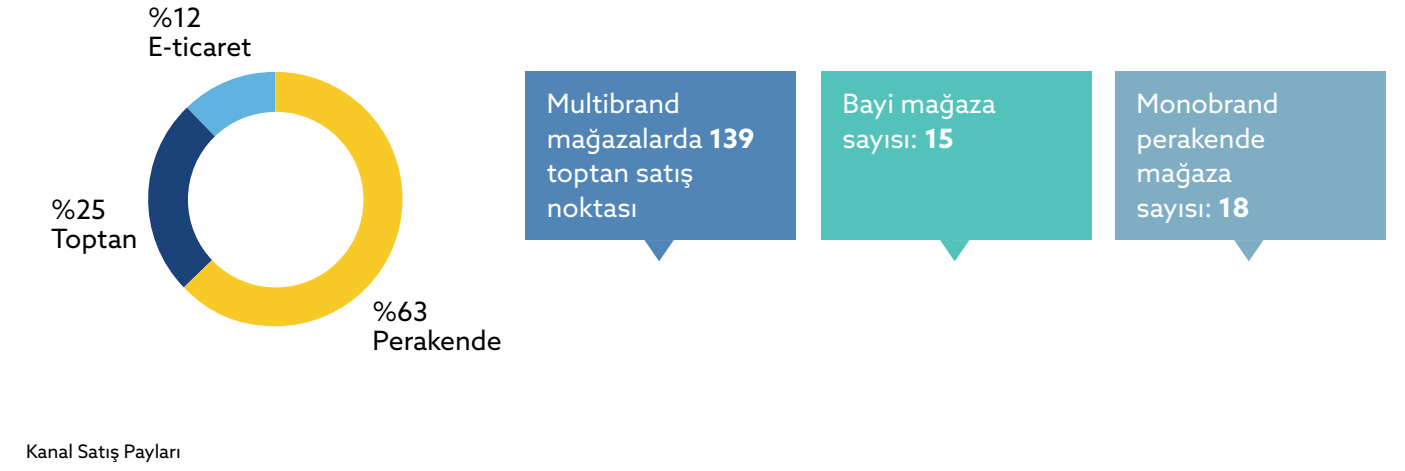 %12
E-ticaret
%25
Toptan
%63
Perakende
Multibrand
mağazalarda 139
toptan satış
noktası
Bayi mağaza
sayısı: 15
Monobrand
perakende
mağaza
sayısı: 18
Kanal Satış Payları